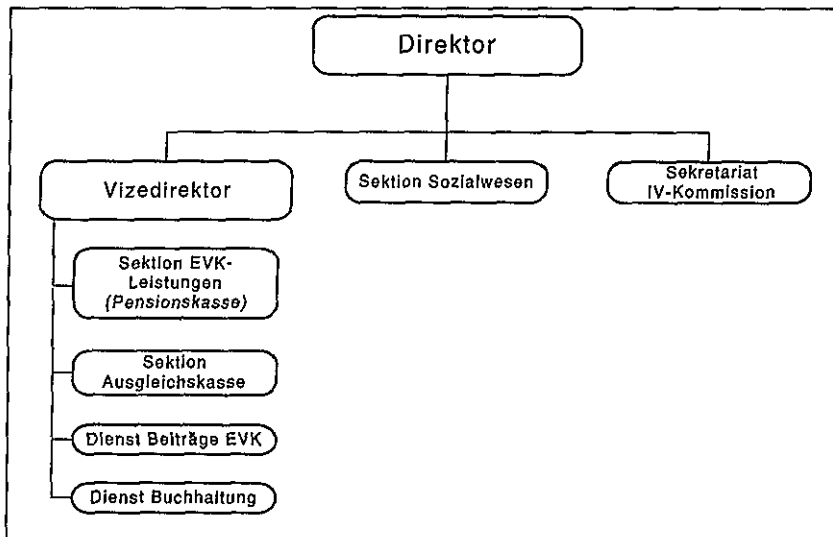 Direktor
Vizedirektor
Sektion Sozialwesen
Sekretariat
IV-Kommission
Sektion EVK-
Leistungen
(Pensionskasse)
Sektion
Ausgleichskasse
Dienst Beiträge EVK
Dienst Buchhaltung